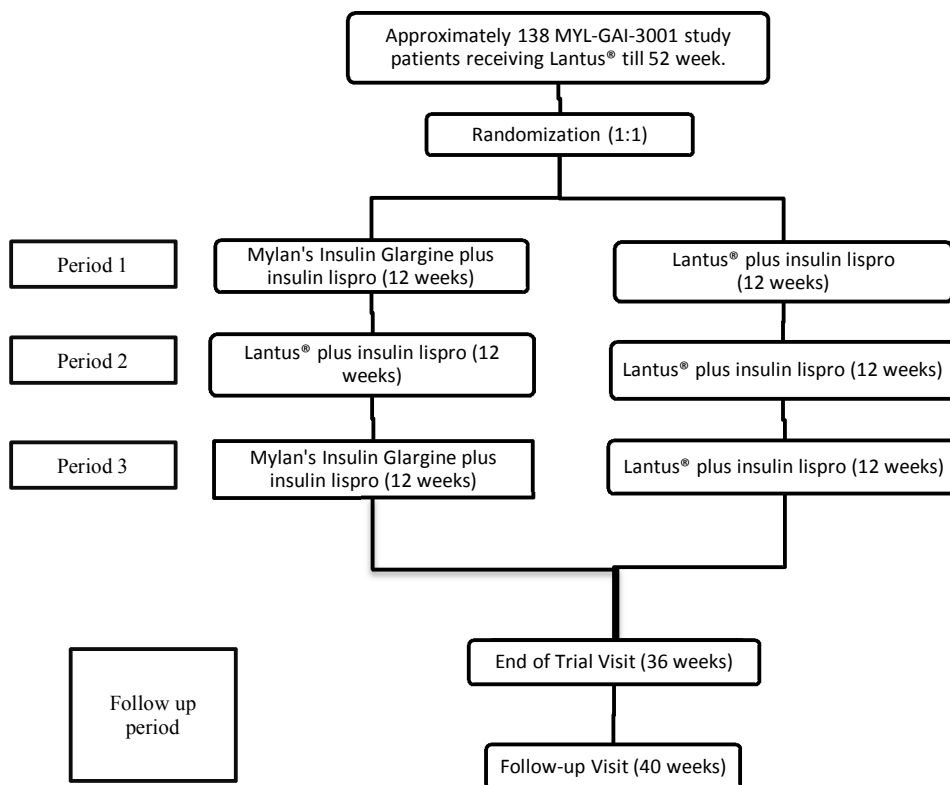 Approximately 138 MYL-GAI-3001 study
patients receiving Lantus® till 52 week.
Randomization (1:1)
Period 1
Mylan's Insulin Glargine plus
insulin lispro (12 weeks)
Lantus® plus insulin lispro
(12 weeks)
Period 2
Lantus® plus insulin lispro (12
weeks)
Lantus® plus insulin lispro (12 weeks)
Period 3
Mylan's Insulin Glargine plus
insulin lispro (12 weeks)
Lantus® plus insulin lispro (12 weeks)
End of Trial Visit (36 weeks)
Follow up
period
Follow-up Visit (40 weeks)